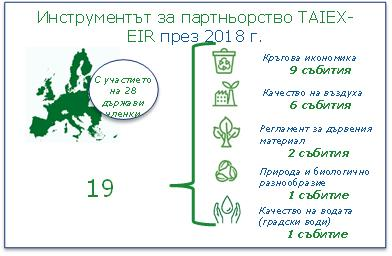 Инструментът за партньорство TAIEX-
EIR през 2018 г.
С участието
на 28
държави
членки
19
Кръгова икономика
9 събития
Качество на въздуха
6 събития
Регламент за дървения
материал
2 събития
Природа и биологично
разнообразие
1 събитие
Качество на водата
(градски води)
1 събитие